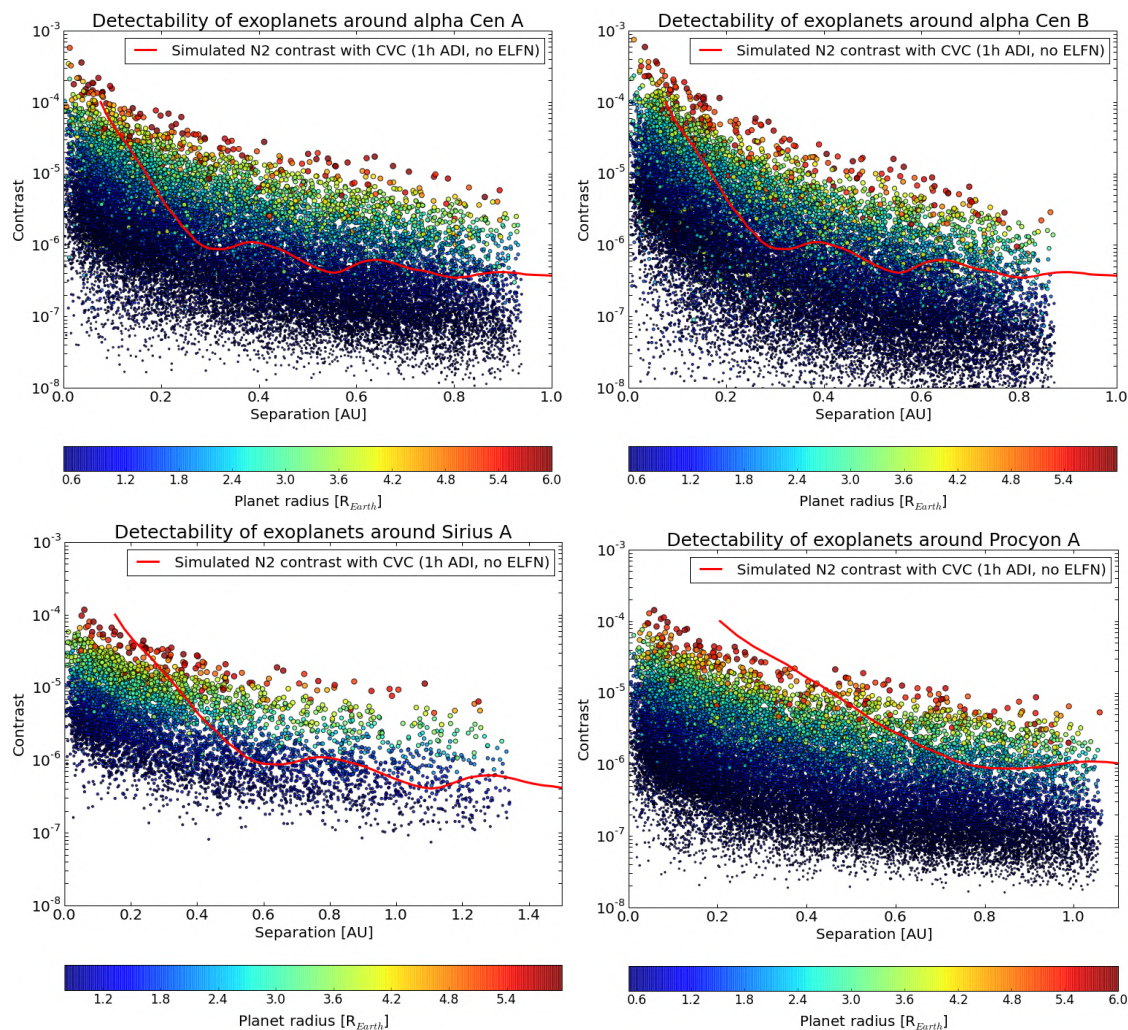 Detectability of exoplanets around alpha Cen A
Simulated N2 contrast with CVC (1h ADI, no ELFN)
Contrast
10^-3
10^-4
10^-5
10^-6
10^-7
10^-8
0.0 0.2 0.4 0.6 0.8 1.0
Separation [AU]
0.6 1.2 1.8 2.4 3.0 3.6 4.2 4.8 5.4 6.0
Planet radius [R_Earth]
Detectability of exoplanets around alpha Cen B
Simulated N2 contrast with CVC (1h ADI, no ELFN)
Contrast
10^-3
10^-4
10^-5
10^-6
10^-7
10^-8
0.0 0.2 0.4 0.6 0.8 1.0
Separation [AU]
0.6 1.2 1.8 2.4 3.0 3.6 4.2 4.8 5.4
Planet radius [R_Earth]
Detectability of exoplanets around Sirius A
Simulated N2 contrast with CVC (1h ADI, no ELFN)
Contrast
10^-3
10^-4
10^-5
10^-6
10^-7
10^-8
0.0 0.2 0.4 0.6 0.8 1.0 1.2 1.4
Separation [AU]
1.2 1.8 2.4 3.0 3.6 4.2 4.8 5.4
Planet radius [R_Earth]
Detectability of exoplanets around Procyon A
Simulated N2 contrast with CVC (1h ADI, no ELFN)
Contrast
10^-3
10^-4
10^-5
10^-6
10^-7
10^-8
0.0 0.2 0.4 0.6 0.8 1.0
Separation [AU]
0.6 1.2 1.8 2.4 3.0 3.6 4.2 4.8 5.4 6.0
Planet radius [R_Earth]